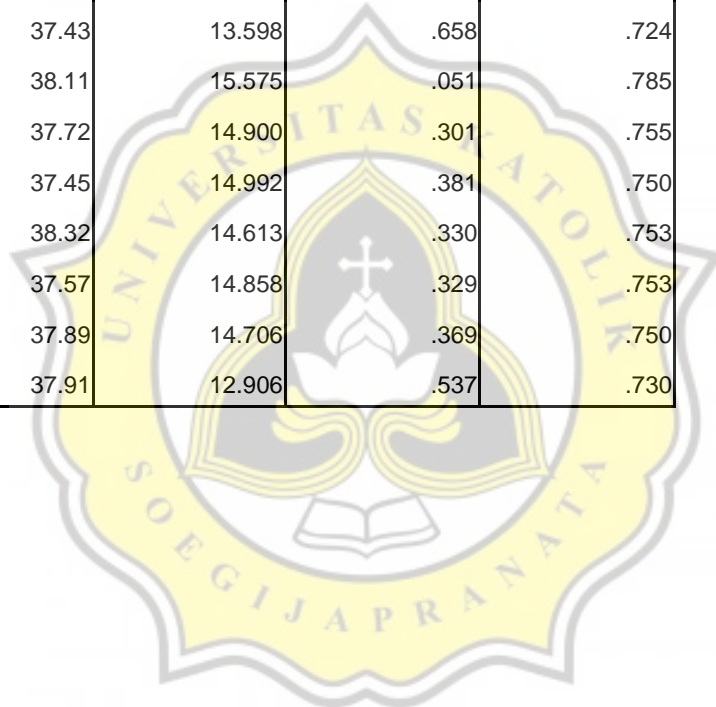 37.43 13.598 .658 .724
38.11 15.575 .051 .785
37.72 14.900 .301 .755
37.45 14.992 .381 .750
38.32 14.613 .330 .753
37.57 14.858 .329 .753
37.89 14.706 .369 .750
37.91 12.906 .537 .730
UNIVERSITAS KATOLIK
SOEGIJAPRANATA